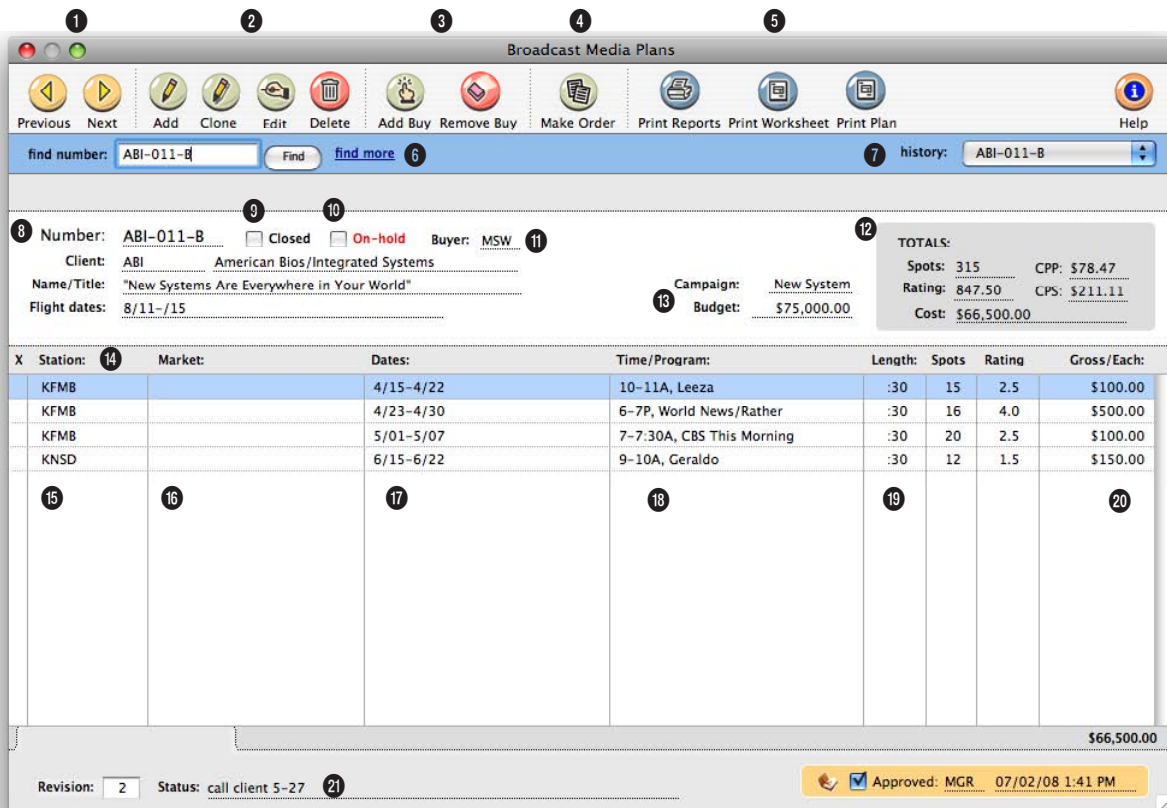 1 2 3 4 5
Broadcast Media Plans
Previous Next Add Clone Edit Delete Add Buy Remove Buy Make Order Print Reports Print Worksheet Print Plan Help
find number: ABI-011-B Find find more 6 7 history: ABI-011-B
9 10
8 Number: ABI-011-B Closed On-hold Buyer: MSW 11
Client: ABI American Bios/Integrated Systems
Name/Title: "New Systems Are Everywhere in Your World"
Flight dates: 8/11-/15
Campaign: New System
13 Budget: $75,000.00
12 TOTALS:
Spots: 315 CPP: $78.47
Rating: 847.50 CPS: $211.11
Cost: $66,500.00
X Station: 14 Market: Dates: Time/Program: Length: Spots Rating Gross/Each:
KFMB 4/15-4/22 10-11A, Leeza :30 15 2.5 $100.00
KFMB 4/23-4/30 6-7P, World News/Rather :30 16 4.0 $500.00
KFMB 5/01-5/07 7-7:30A, CBS This Morning :30 20 2.5 $100.00
KNSD 6/15-6/22 9-10A, Geraldo :30 12 1.5 $150.00
15 16 17 18 19 20
$66,500.00
Revision: 2 Status: call client 5-27 21 Approved: MGR 07/02/08 1:41 PM